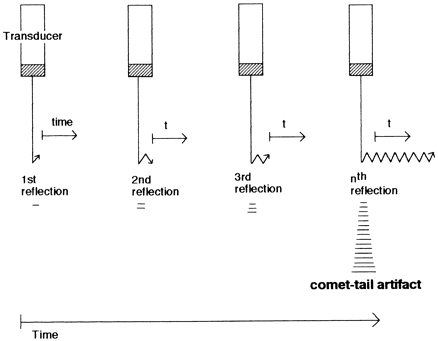 Transducer
time
t
t
t
1st
reflection
2nd
reflection
3rd
reflection
nth
reflection
comet-tail artifact
Time